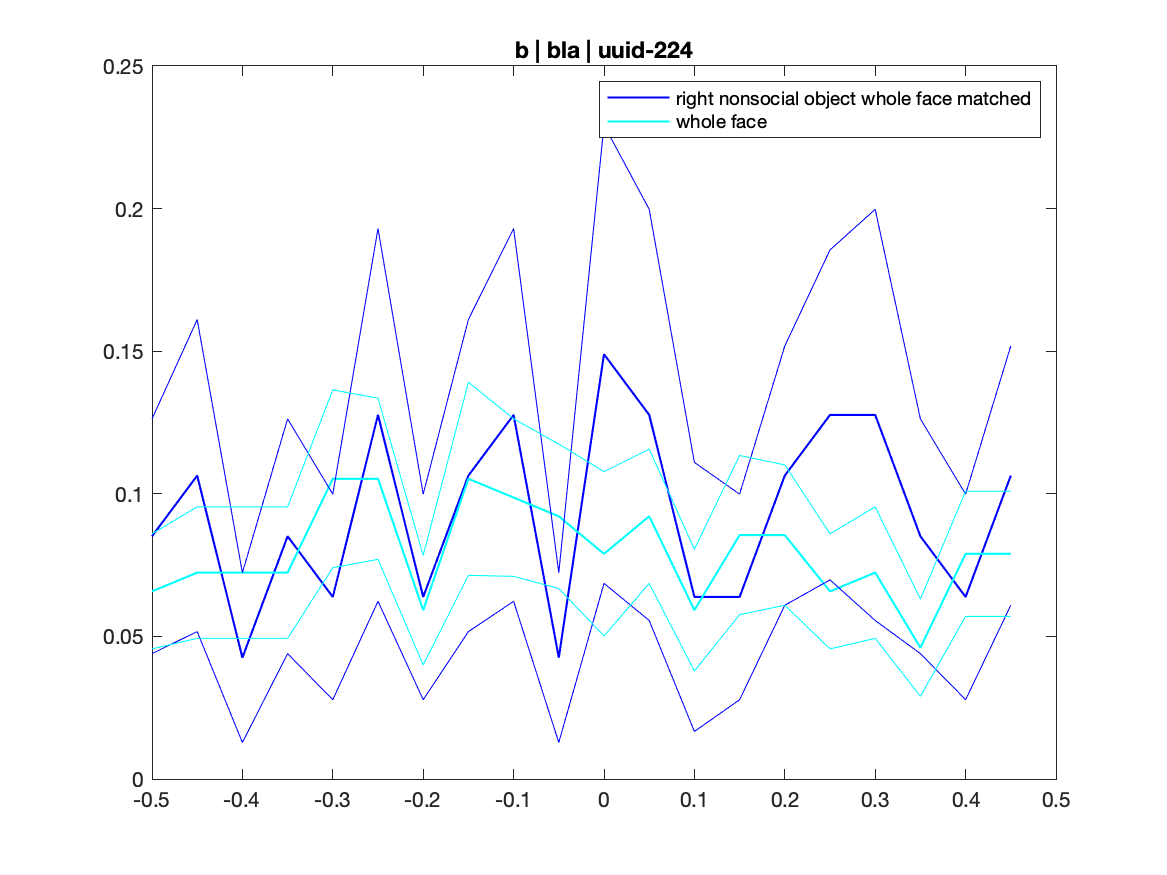 b | bla | uuid-224
right nonsocial object whole face matched
whole face
0.25
0.2
0.15
0.1
0.05
0
-0.5 -0.4 -0.3 -0.2 -0.1 0 0.1 0.2 0.3 0.4 0.5